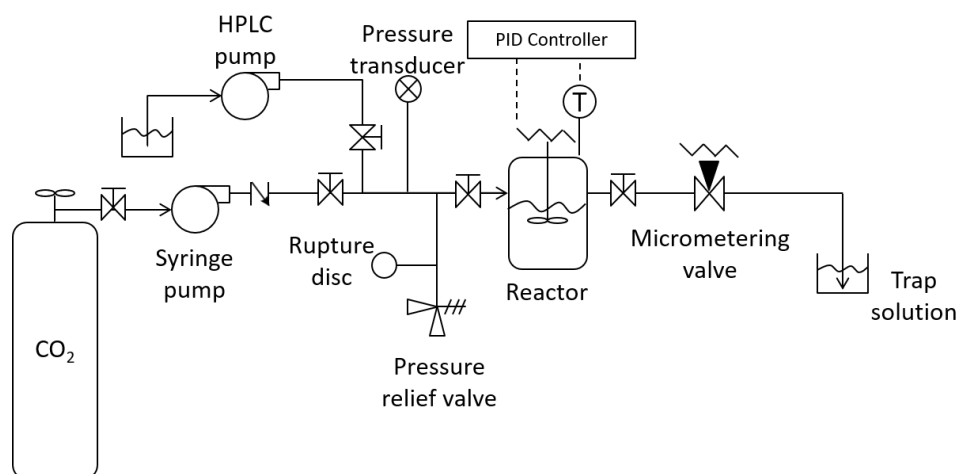 HPLC
pump
Pressure
transducer
PID Controller
T
Syringe
pump
Rupture
disc
Reactor
Micrometering
valve
Trap
solution
CO₂
Pressure
relief valve